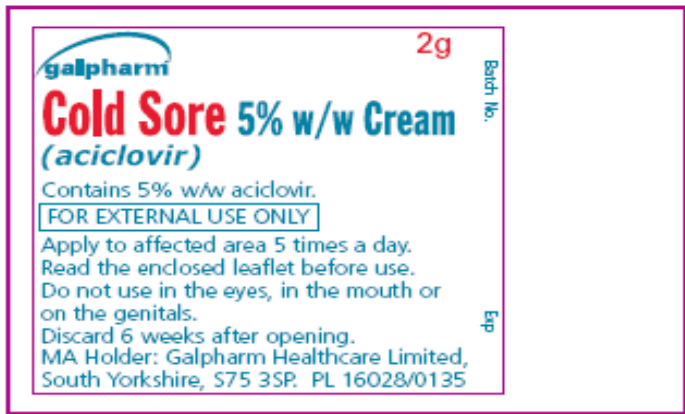 galpharm
2g
Cold Sore 5% w/w Cream
(aciclovir)
Contains 5% w/w aciclovir.
FOR EXTERNAL USE ONLY
Apply to affected area 5 times a day.
Read the enclosed leaflet before use.
Do not use in the eyes, in the mouth or
on the genitals.
Discard 6 weeks after opening.
MA Holder: Galpharm Healthcare Limited,
South Yorkshire, S75 3SP. PL 16028/0135
Batch No.
Exp